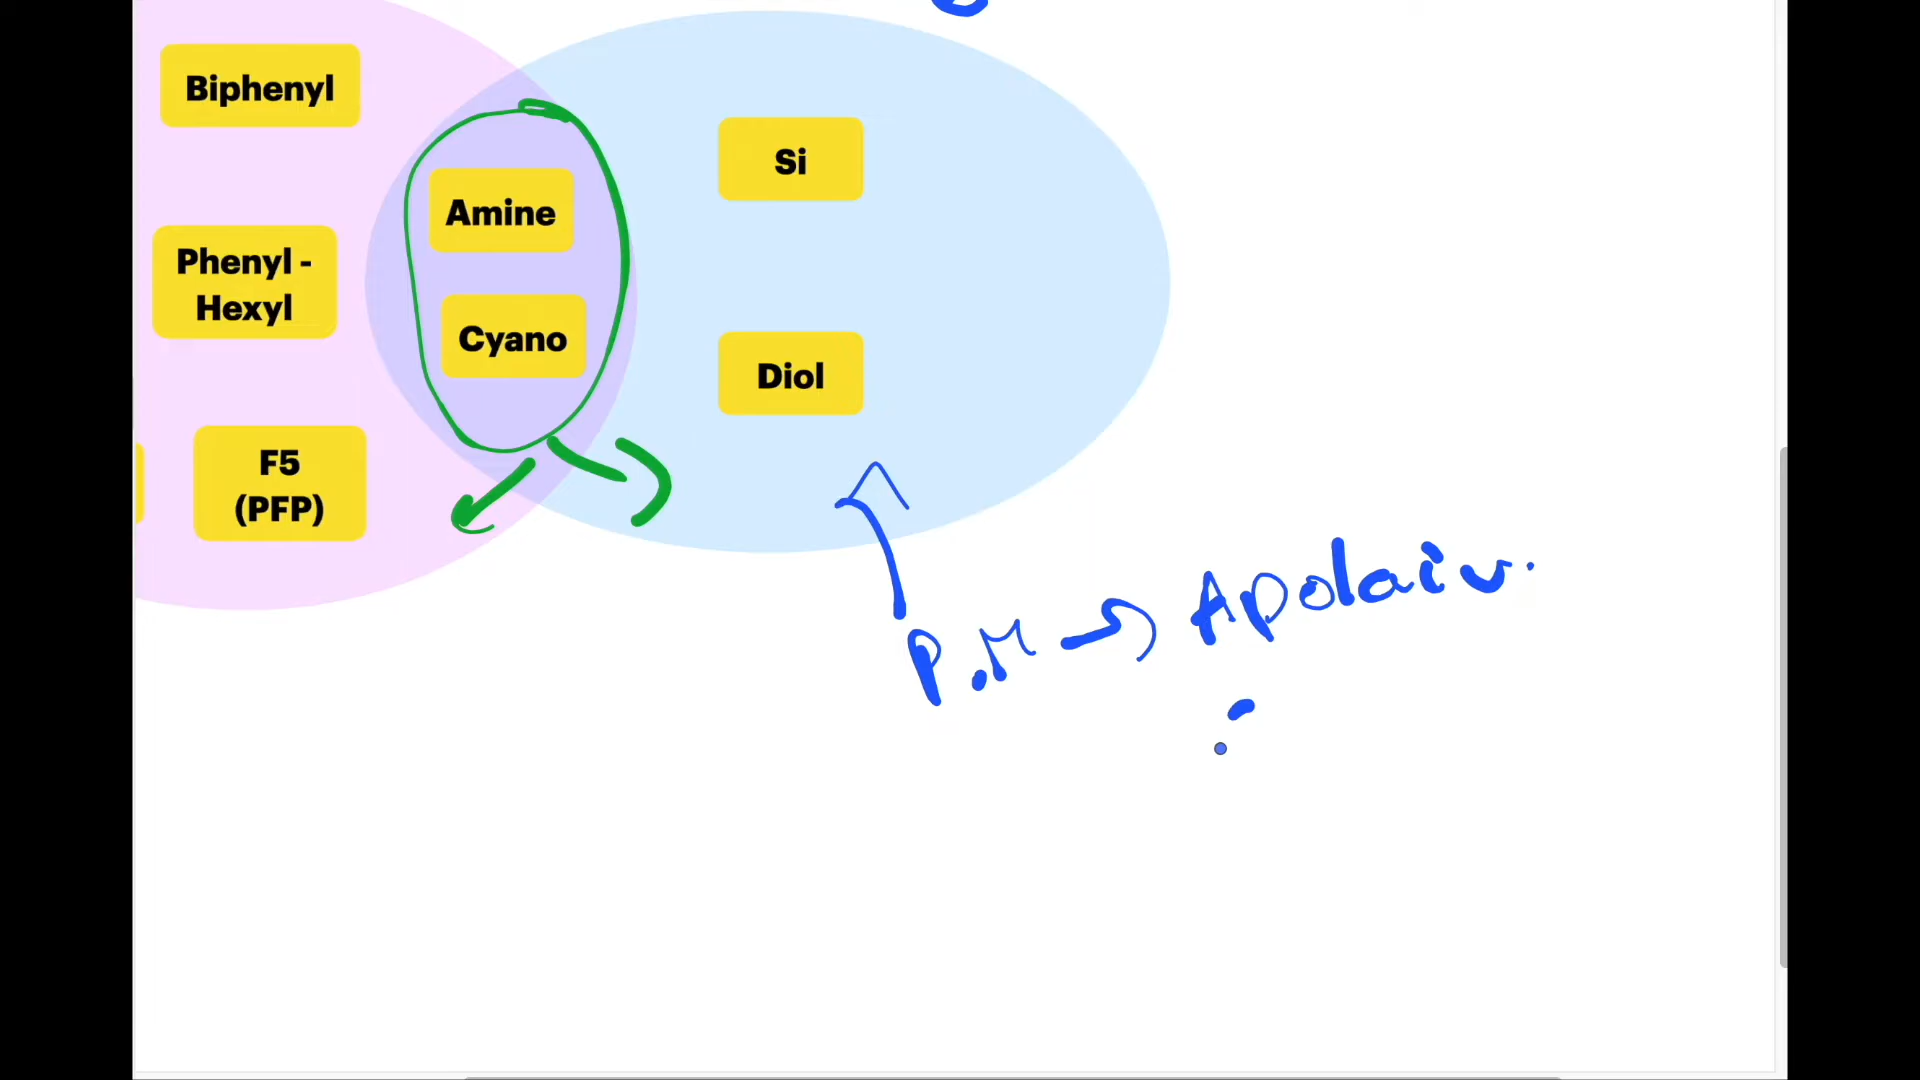 Biphenyl
Amine
Cyano
Phenyl -
Hexyl
F5
(PFP)
Si
Diol
P.M → Apolair.